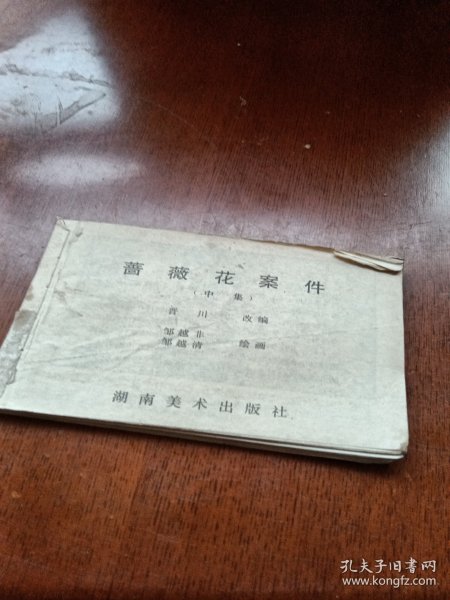 蔷薇花案件
（中集）
晋川 改编
邹越非
邹越清 绘画
湖南美术出版社
孔夫子旧书网
www.kongfz.com